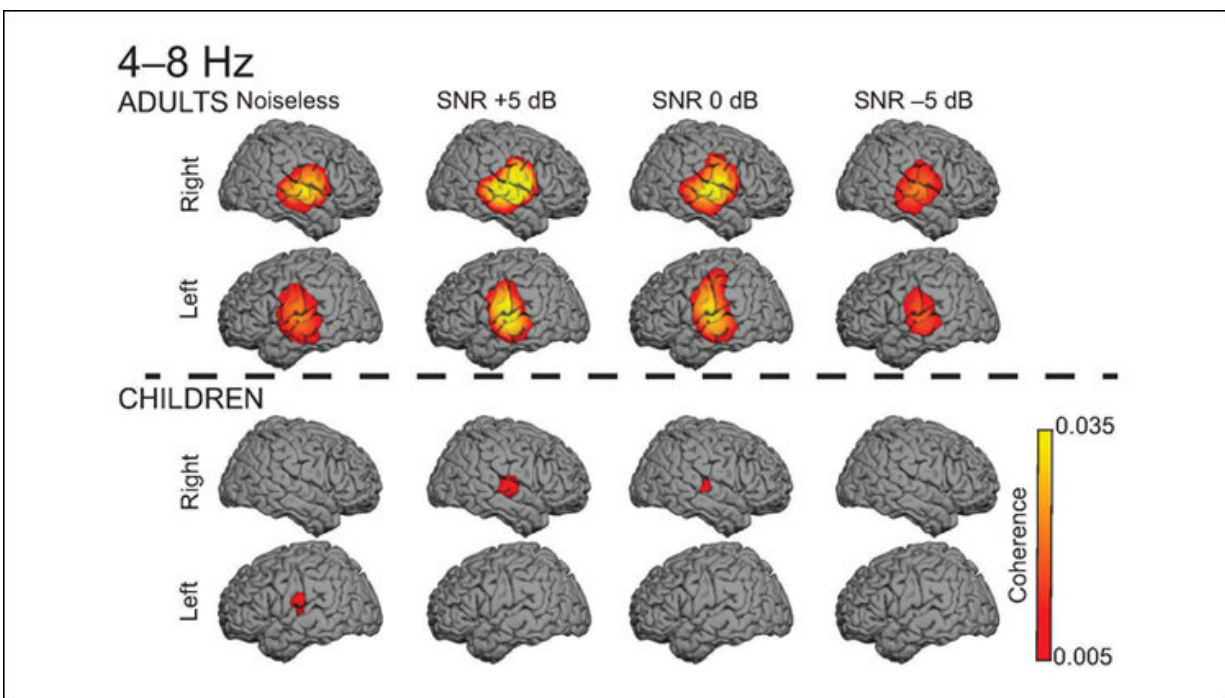 4–8 Hz
ADULTS Noiseless SNR +5 dB SNR 0 dB SNR –5 dB
Right
Left
CHILDREN
Right
Left
0.035
Coherence
0.005